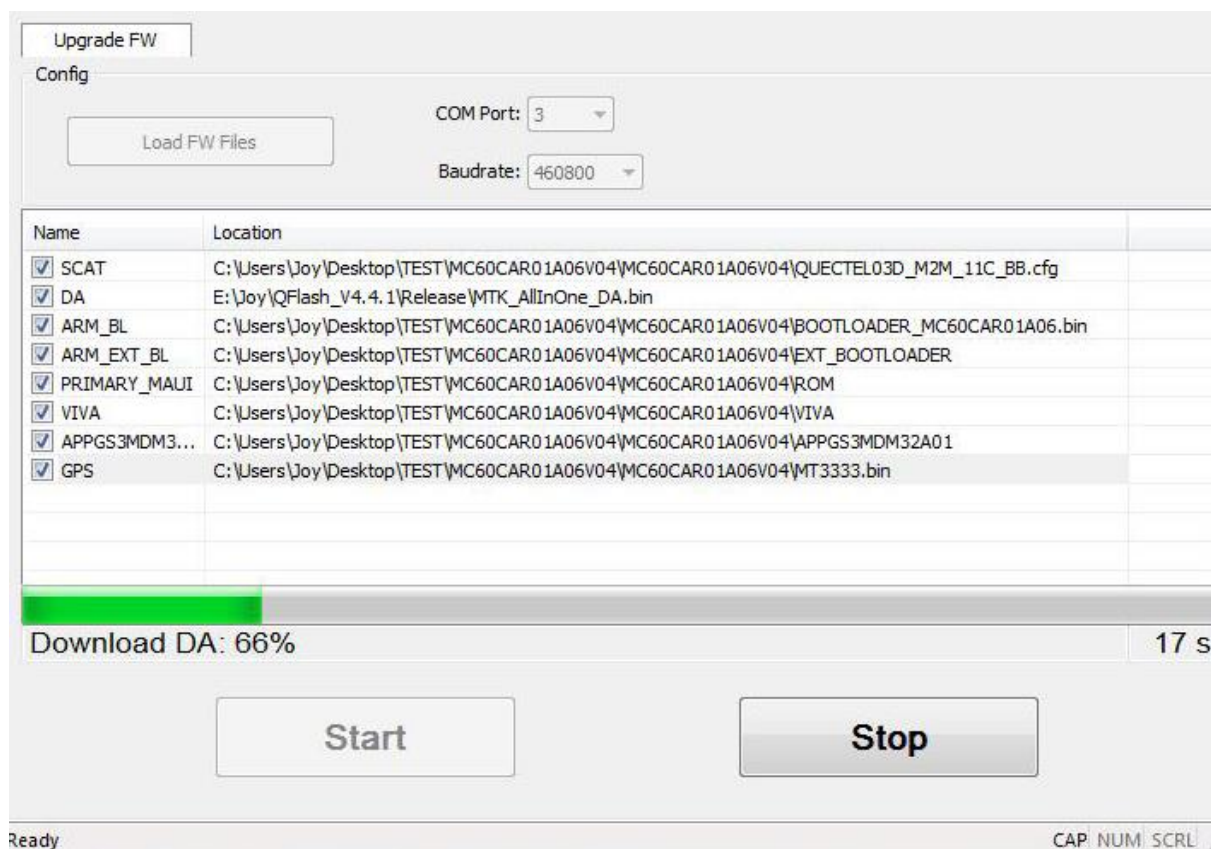 Upgrade FW
Config
Load FW Files
COM Port: 3
Baudrate: 460800
Name Location
SCAT C:\Users\Joy\Desktop\TEST\MC60CAR01A06V04\MC60CAR01A06V04\QUECTEL03D_M2M_11C_BB.cfg
DA E:\Joy\QFlash_V4.4.1\Release\MTK_AllInOne_DA.bin
ARM_BL C:\Users\Joy\Desktop\TEST\MC60CAR01A06V04\MC60CAR01A06V04\BOOTLOADER_MC60CAR01A06.bin
ARM_EXT_BL C:\Users\Joy\Desktop\TEST\MC60CAR01A06V04\MC60CAR01A06V04\EXT_BOOTLOADER
PRIMARY_MAUI C:\Users\Joy\Desktop\TEST\MC60CAR01A06V04\MC60CAR01A06V04\ROM
VIVA C:\Users\Joy\Desktop\TEST\MC60CAR01A06V04\MC60CAR01A06V04\VIVA
APPGS3MDM3... C:\Users\Joy\Desktop\TEST\MC60CAR01A06V04\MC60CAR01A06V04\APPGS3MDM32A01
GPS C:\Users\Joy\Desktop\TEST\MC60CAR01A06V04\MC60CAR01A06V04\MT3333.bin
Download DA: 66% 17 s
Start Stop
Ready CAP NUM SCRL